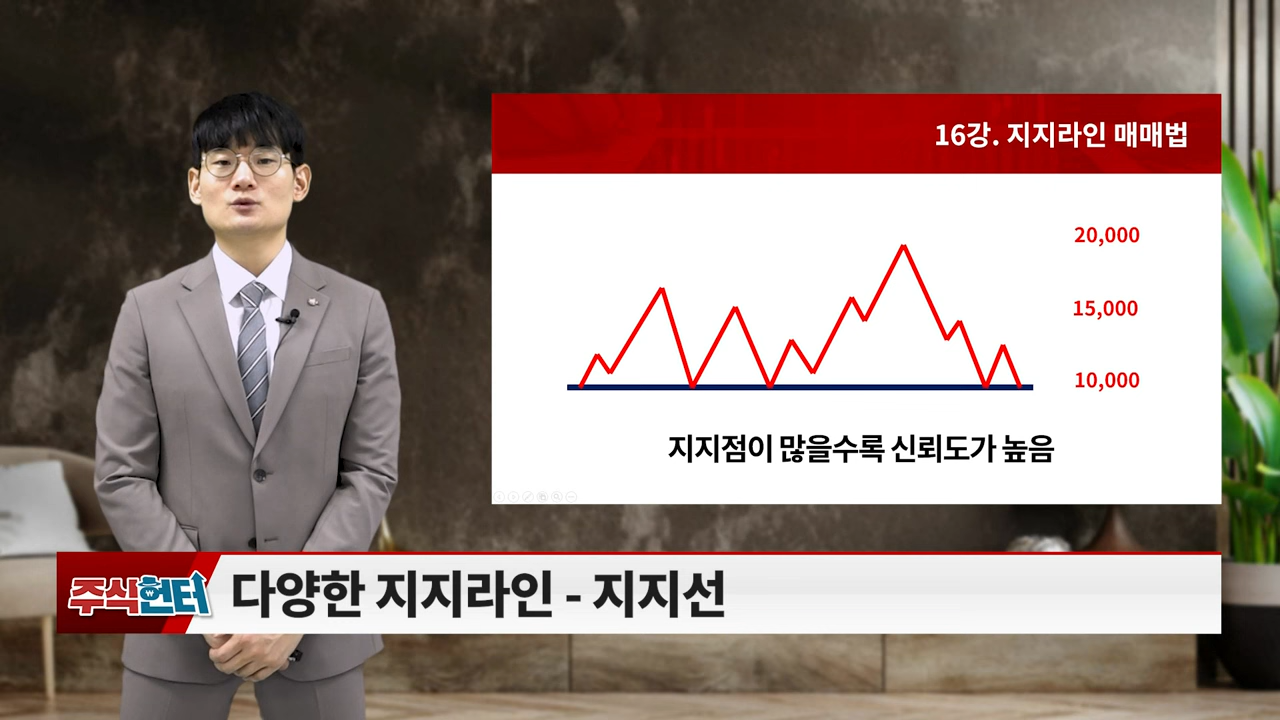 16강. 지지라인 매매법
20,000
15,000
10,000
지지점이 많을수록 신뢰도가 높음
주식헌터
다양한 지지라인 - 지지선